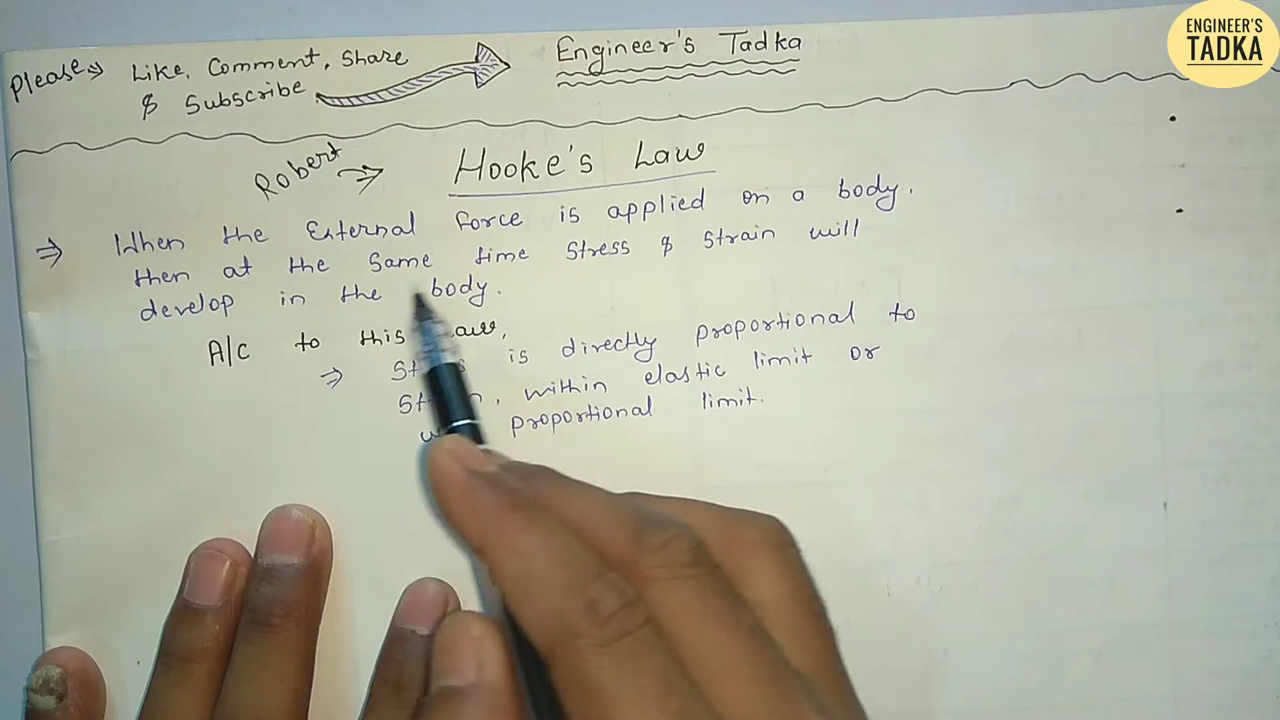 Please⇒ Like, Comment, Share
& Subscribe
Engineer's Tadka
ENGINEER'S
TADKA
Robert ⇒ Hooke's Law
⇒ When the External Force is applied on a body,
then at the same time Stress & Strain will
develop in the body.
A/c to this
⇒ is directly proportional to
, within elastic limit or
proportional limit.